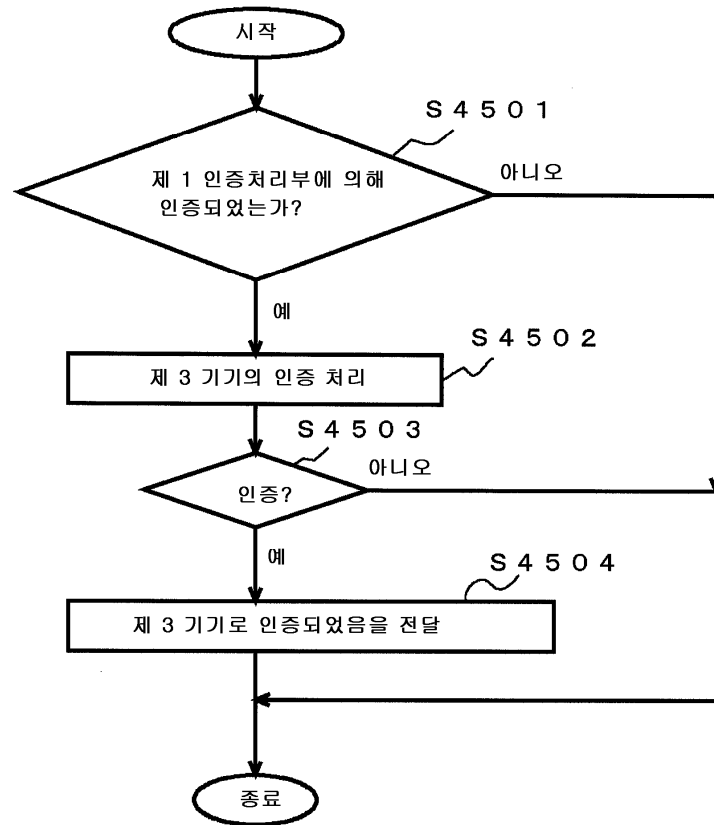 시작
S4501
제 1 인증처리부에 의해
인증되었는가?
아니오
예
S4502
제 3 기기의 인증 처리
S4503
인증?
아니오
예
S4504
제 3 기기로 인증되었음을 전달
종료